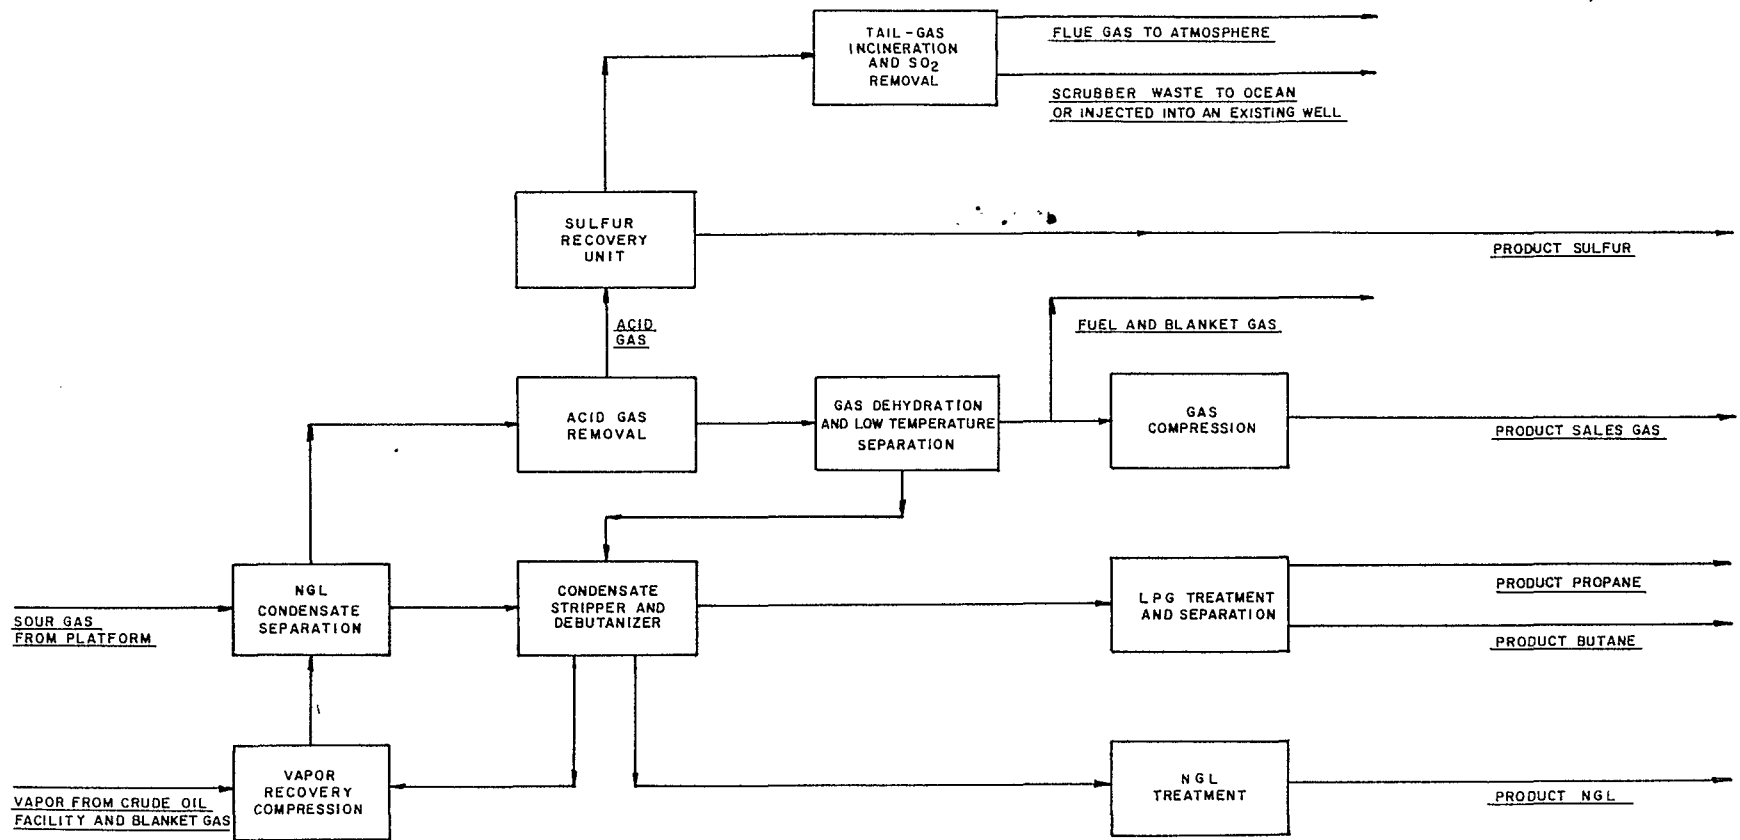 TAIL-GAS
INCINERATION
AND SO2
REMOVAL
FLUE GAS TO ATMOSPHERE
SCRUBBER WASTE TO OCEAN
OR INJECTED INTO AN EXISTING WELL
SULFUR
RECOVERY
UNIT
PRODUCT SULFUR
ACID
GAS
FUEL AND BLANKET GAS
ACID GAS
REMOVAL
GAS DEHYDRATION
AND LOW TEMPERATURE
SEPARATION
GAS
COMPRESSION
PRODUCT SALES GAS
SOUR GAS
FROM PLATFORM
NGL
CONDENSATE
SEPARATION
CONDENSATE
STRIPPER AND
DEBUTANIZER
LPG TREATMENT
AND SEPARATION
PRODUCT PROPANE
PRODUCT BUTANE
VAPOR FROM CRUDE OIL
FACILITY AND BLANKET GAS
VAPOR
RECOVERY
COMPRESSION
NGL
TREATMENT
PRODUCT NGL